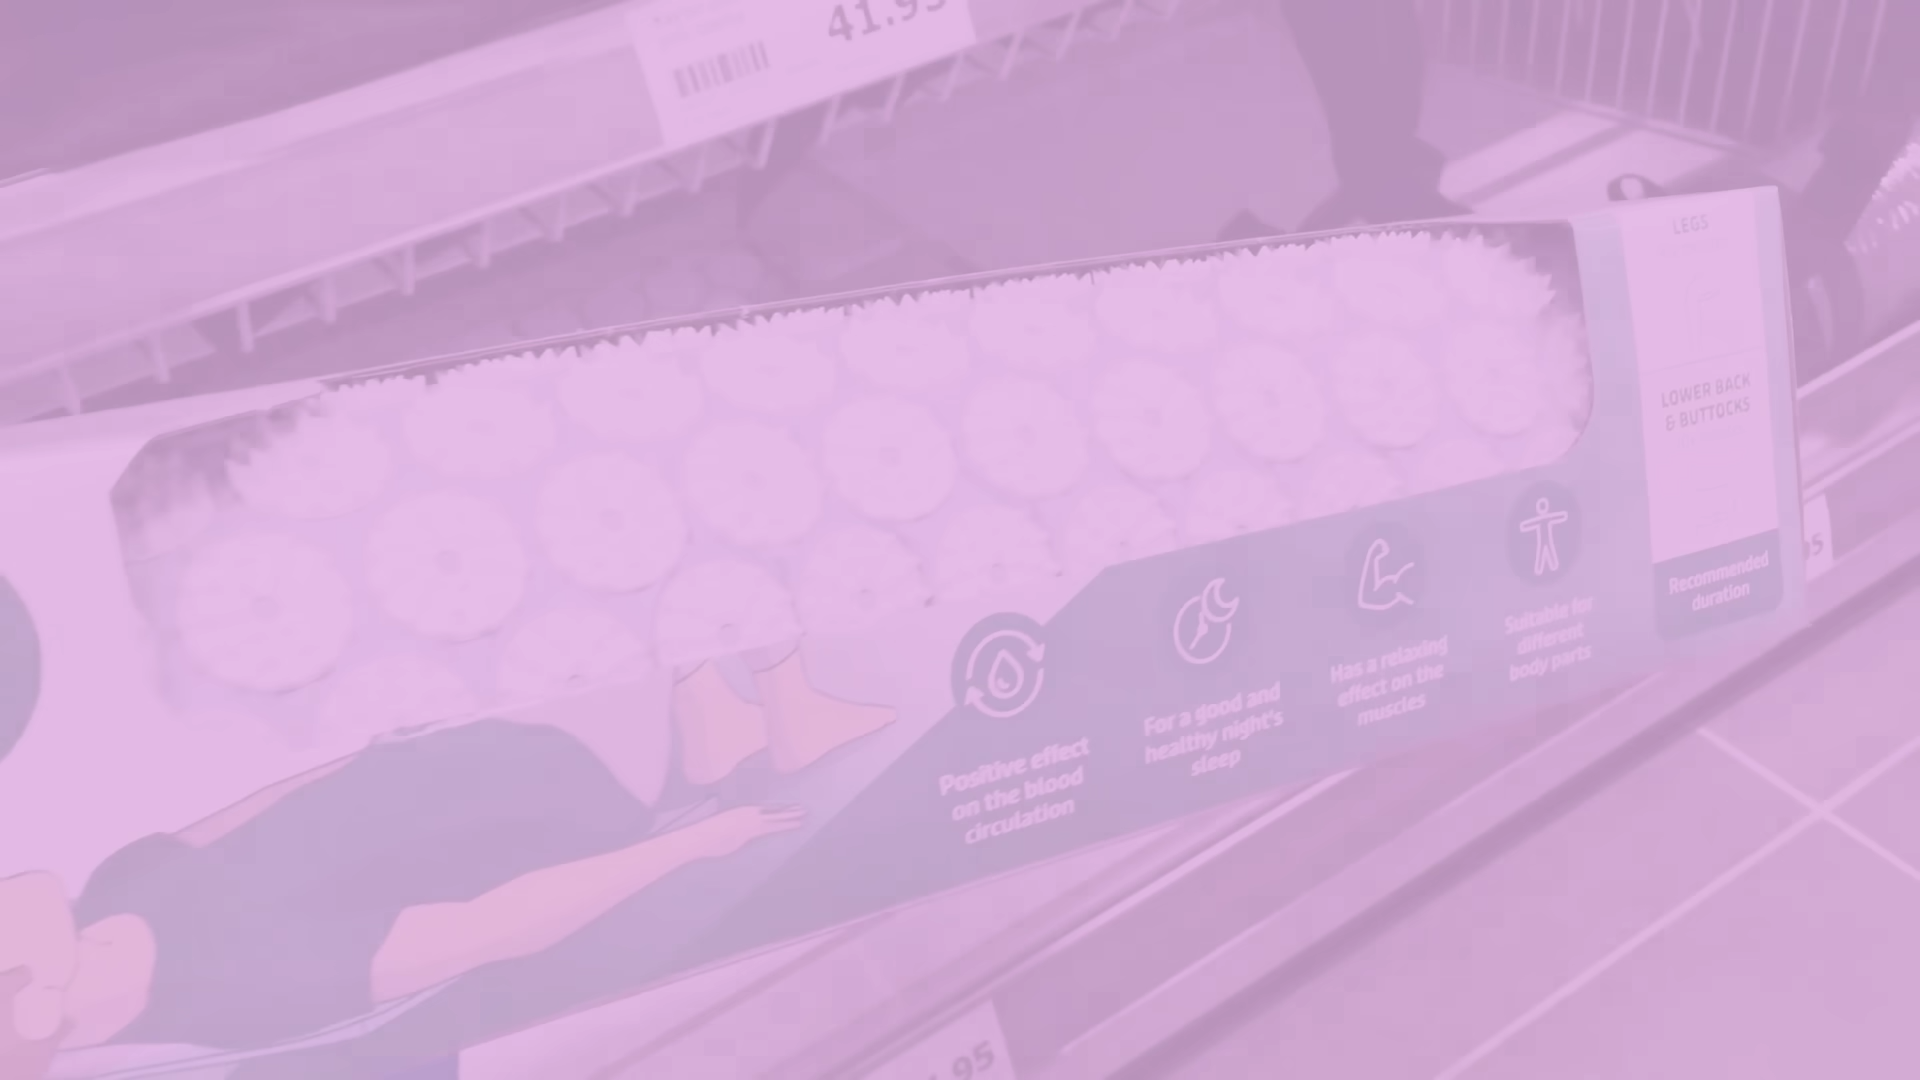 41.95
LEGS
LOWER BACK
& BUTTOCKS
Recommended
duration
Positive effect
on the blood
circulation
For a good and
healthy night's
sleep
Has a relaxing
effect on the
muscles
Suitable for
different
body parts
95
.95